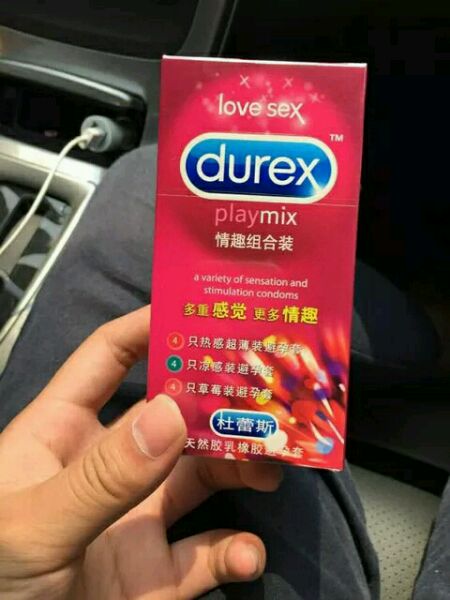 love sex
durex
TM
playmix
情趣组合装
a variety of sensation and
stimulation condoms
多重 感觉 更多 情趣
4 只热感超薄装避孕套
4 只凉感装避孕套
4 只草莓装避孕套
杜蕾斯
天然胶乳橡胶避孕套